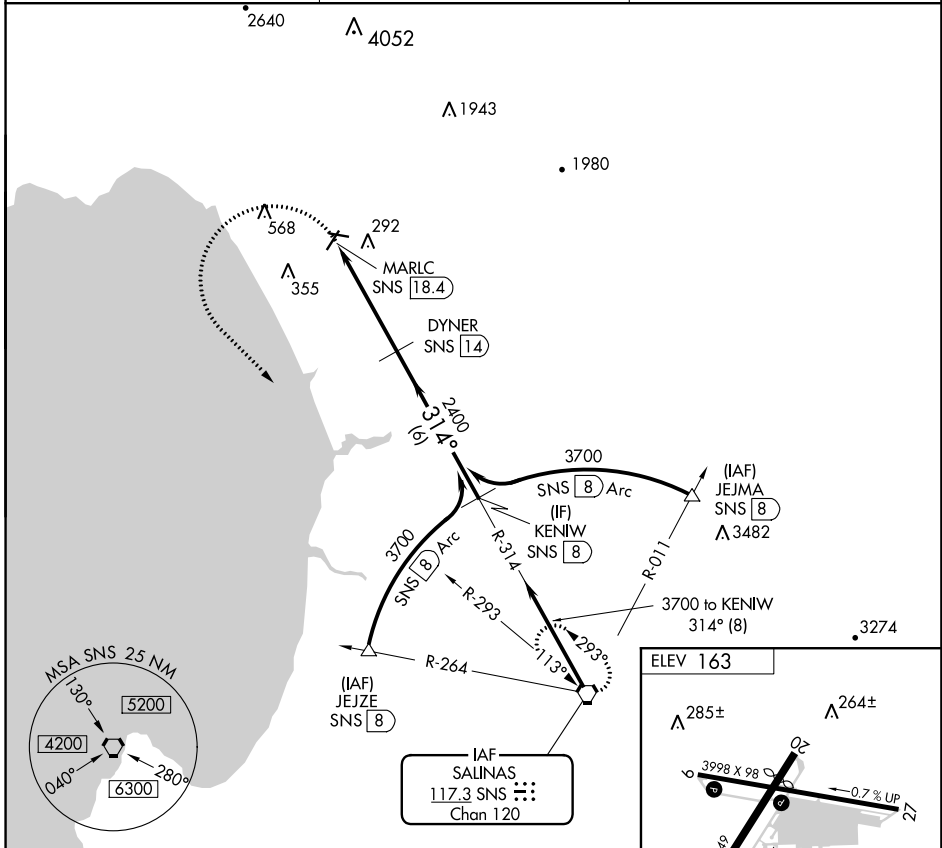 2640
4052
1943
1980
568
292
355
MARLC
SNS 18.4
DYNER
SNS 14
2400
314°
(6)
3700
SNS 8 Arc
(IAF)
JEJMA
SNS 8
3482
(IF)
KENIW
SNS 8
3700
SNS 8 Arc
R-314
R-011
R-293
3700 to KENIW
314° (8)
3274
293°
113°
R-264
(IAF)
JEJZE
SNS 8
IAF
SALINAS
117.3 SNS
Chan 120
MSA SNS 25 NM
130°
5200
4200
040°
280°
6300
ELEV 163
285±
264±
20
9
3998 X 98
P
P
0.7% UP
27
49